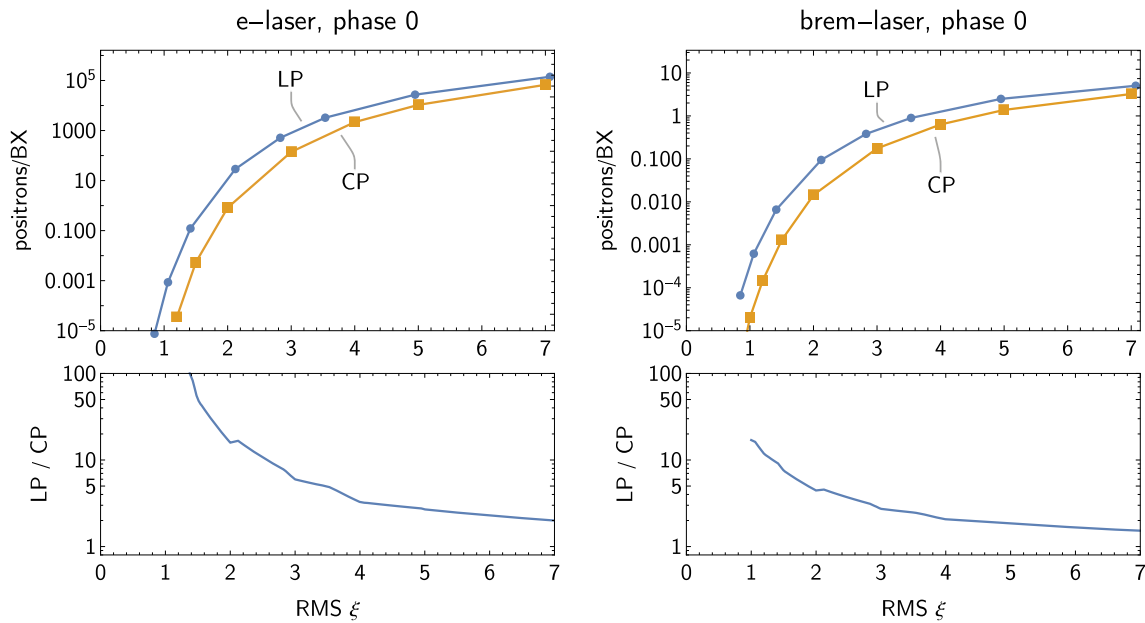 e–laser, phase 0
positrons/BX
10^5
1000
10
0.100
0.001
10^-5
LP
CP
0 1 2 3 4 5 6 7
LP / CP
100
50
10
5
1
0 1 2 3 4 5 6 7
RMS ξ
brem–laser, phase 0
positrons/BX
10
1
0.100
0.010
0.001
10^-4
10^-5
LP
CP
0 1 2 3 4 5 6 7
LP / CP
100
50
10
5
1
0 1 2 3 4 5 6 7
RMS ξ